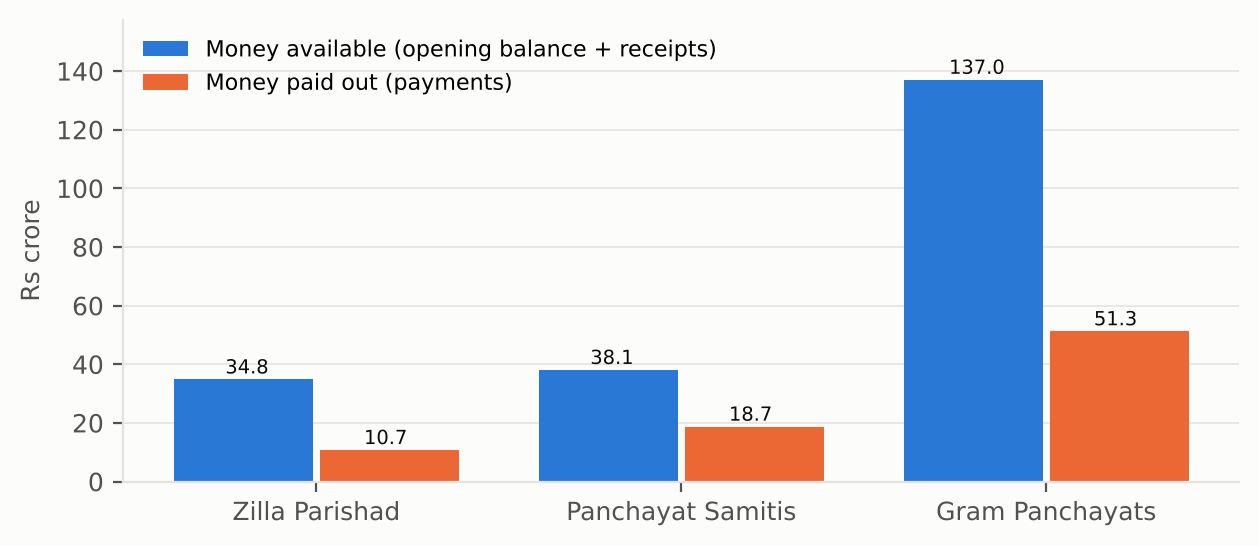 Money available (opening balance + receipts)
Money paid out (payments)
Rs crore
140
120
100
80
60
40
20
0
34.8
10.7
38.1
18.7
137.0
51.3
Zilla Parishad
Panchayat Samitis
Gram Panchayats